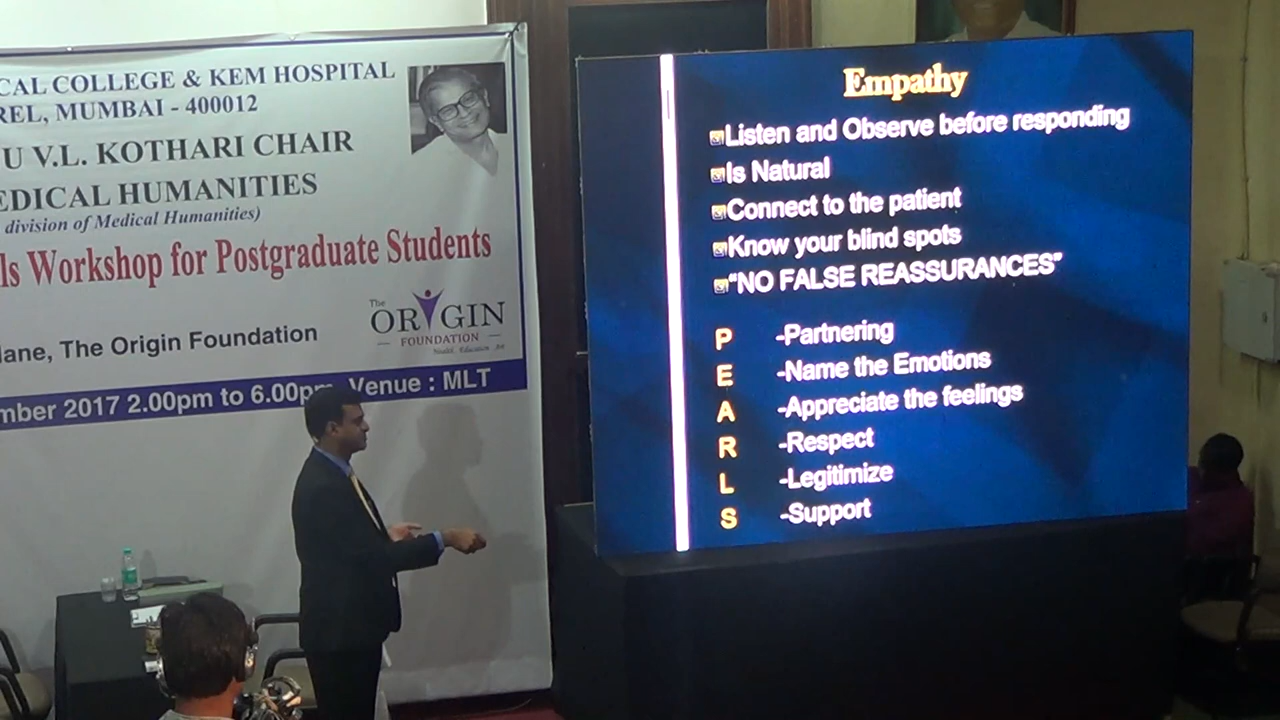 CAL COLLEGE & KEM HOSPITAL
REL, MUMBAI - 400012
U V.L. KOTHARI CHAIR
EDICAL HUMANITIES
division of Medical Humanities)
ls Workshop for Postgraduate Students
The
ORIGIN
FOUNDATION
Health . Education . Art
lane, The Origin Foundation
mber 2017 2.00pm to 6.00pm Venue : MLT
Empathy
Listen and Observe before responding
Is Natural
Connect to the patient
Know your blind spots
"NO FALSE REASSURANCES"
P -Partnering
E -Name the Emotions
A -Appreciate the feelings
R -Respect
L -Legitimize
S -Support